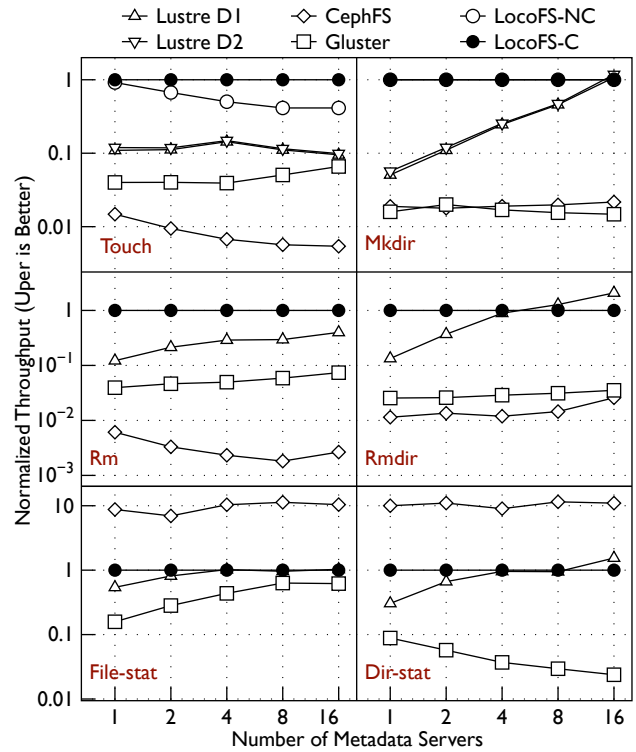 Lustre D1 CephFS LocoFS-NC
Lustre D2 Gluster LocoFS-C
Normalized Throughput (Uper is Better)
1
0.1
0.01
Touch Mkdir
1
10⁻¹
10⁻²
10⁻³
Rm Rmdir
10
1
0.1
0.01
File-stat Dir-stat
1 2 4 8 16 1 2 4 8 16
Number of Metadata Servers